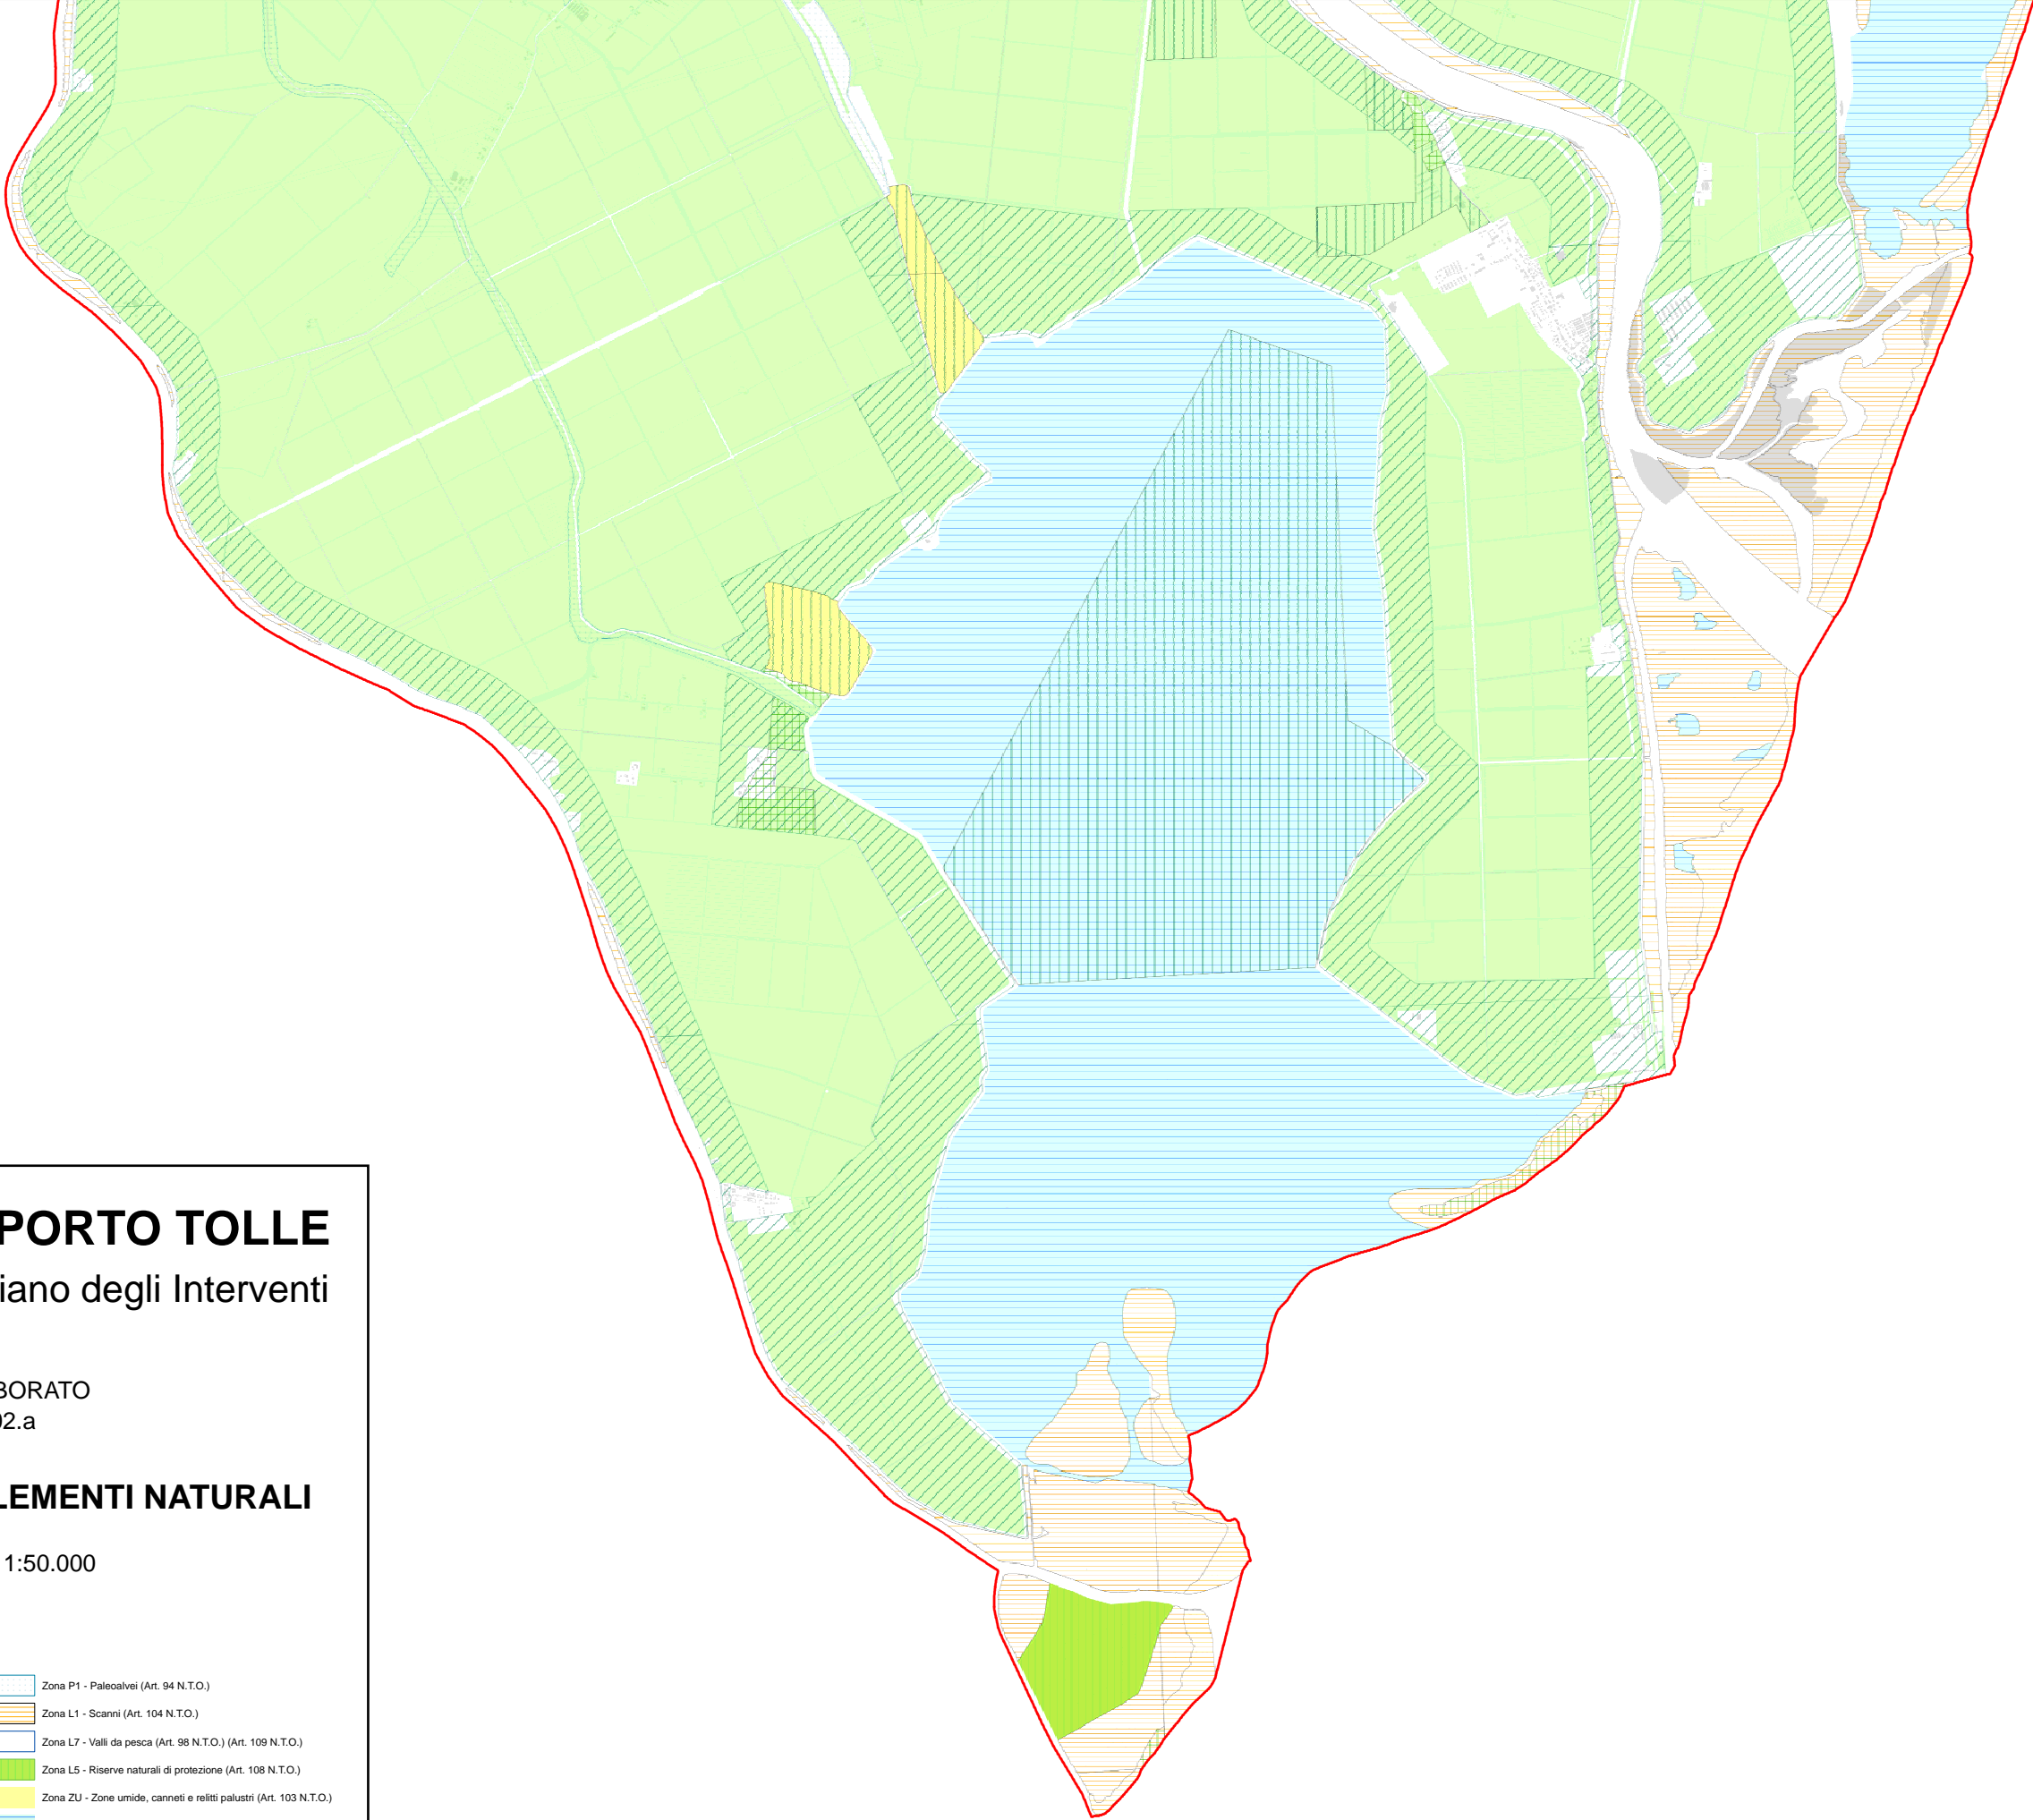 PORTO TOLLE
iano degli Interventi
BORATO
02.a
LEMENTI NATURALI
1:50.000
Zona P1 - Paleoalvei (Art. 94 N.T.O.)
Zona L1 - Scanni (Art. 104 N.T.O.)
Zona L7 - Valli da pesca (Art. 98 N.T.O.) (Art. 109 N.T.O.)
Zona L5 - Riserve naturali di protezione (Art. 108 N.T.O.)
Zona ZU - Zone umide, canneti e relitti palustri (Art. 103 N.T.O.)